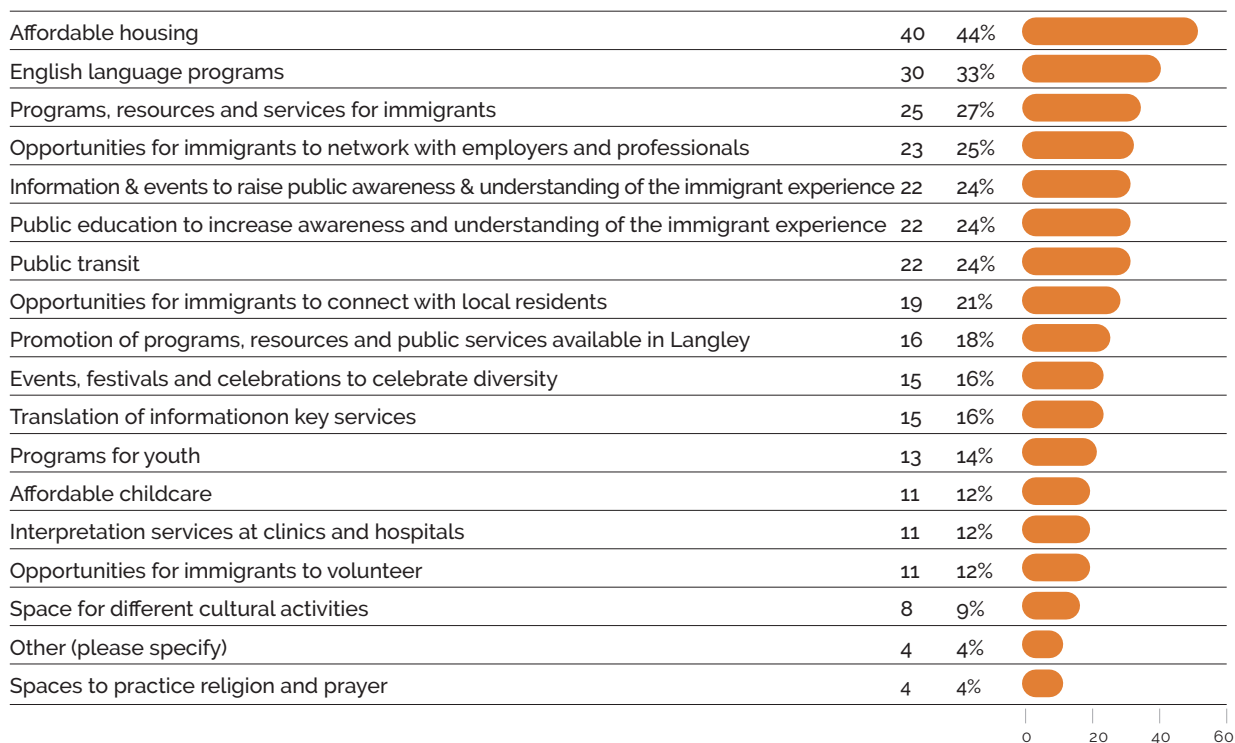 Affordable housing 40 44%
English language programs 30 33%
Programs, resources and services for immigrants 25 27%
Opportunities for immigrants to network with employers and professionals 23 25%
Information & events to raise public awareness & understanding of the immigrant experience 22 24%
Public education to increase awareness and understanding of the immigrant experience 22 24%
Public transit 22 24%
Opportunities for immigrants to connect with local residents 19 21%
Promotion of programs, resources and public services available in Langley 16 18%
Events, festivals and celebrations to celebrate diversity 15 16%
Translation of informationon key services 15 16%
Programs for youth 13 14%
Affordable childcare 11 12%
Interpretation services at clinics and hospitals 11 12%
Opportunities for immigrants to volunteer 11 12%
Space for different cultural activities 8 9%
Other (please specify) 4 4%
Spaces to practice religion and prayer 4 4%
0 20 40 60